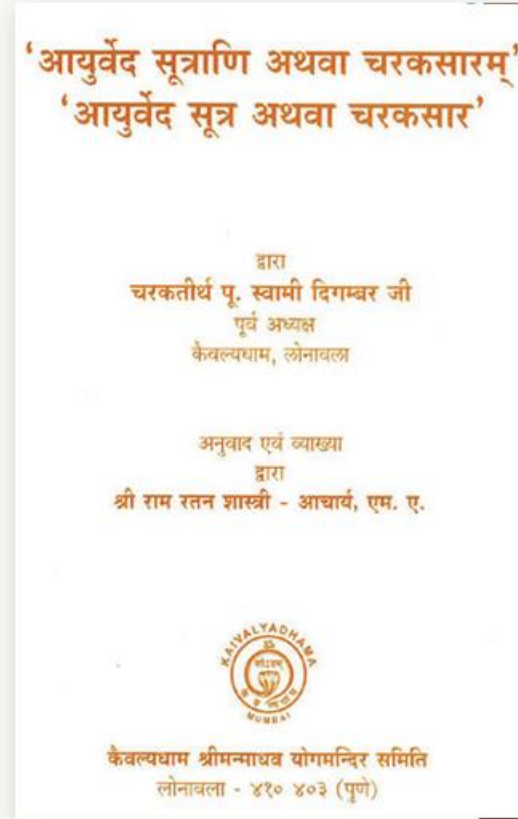 ‘आयुर्वेद सूत्राणि अथवा चरकसारम्’
‘आयुर्वेद सूत्र अथवा चरकसार’
द्वारा
चरकतीर्थ पू. स्वामी दिगम्बर जी
पूर्व अध्यक्ष
कैवल्यधाम, लोनावला
अनुवाद एवं व्याख्या
द्वारा
श्री राम रतन शास्त्री - आचार्य, एम. ए.
KAIVALYADHAMA
MUMBAI
कैवल्यधाम श्रीमन्माधव योगमन्दिर समिति
लोनावला - ४१० ४०३ (पुणे)